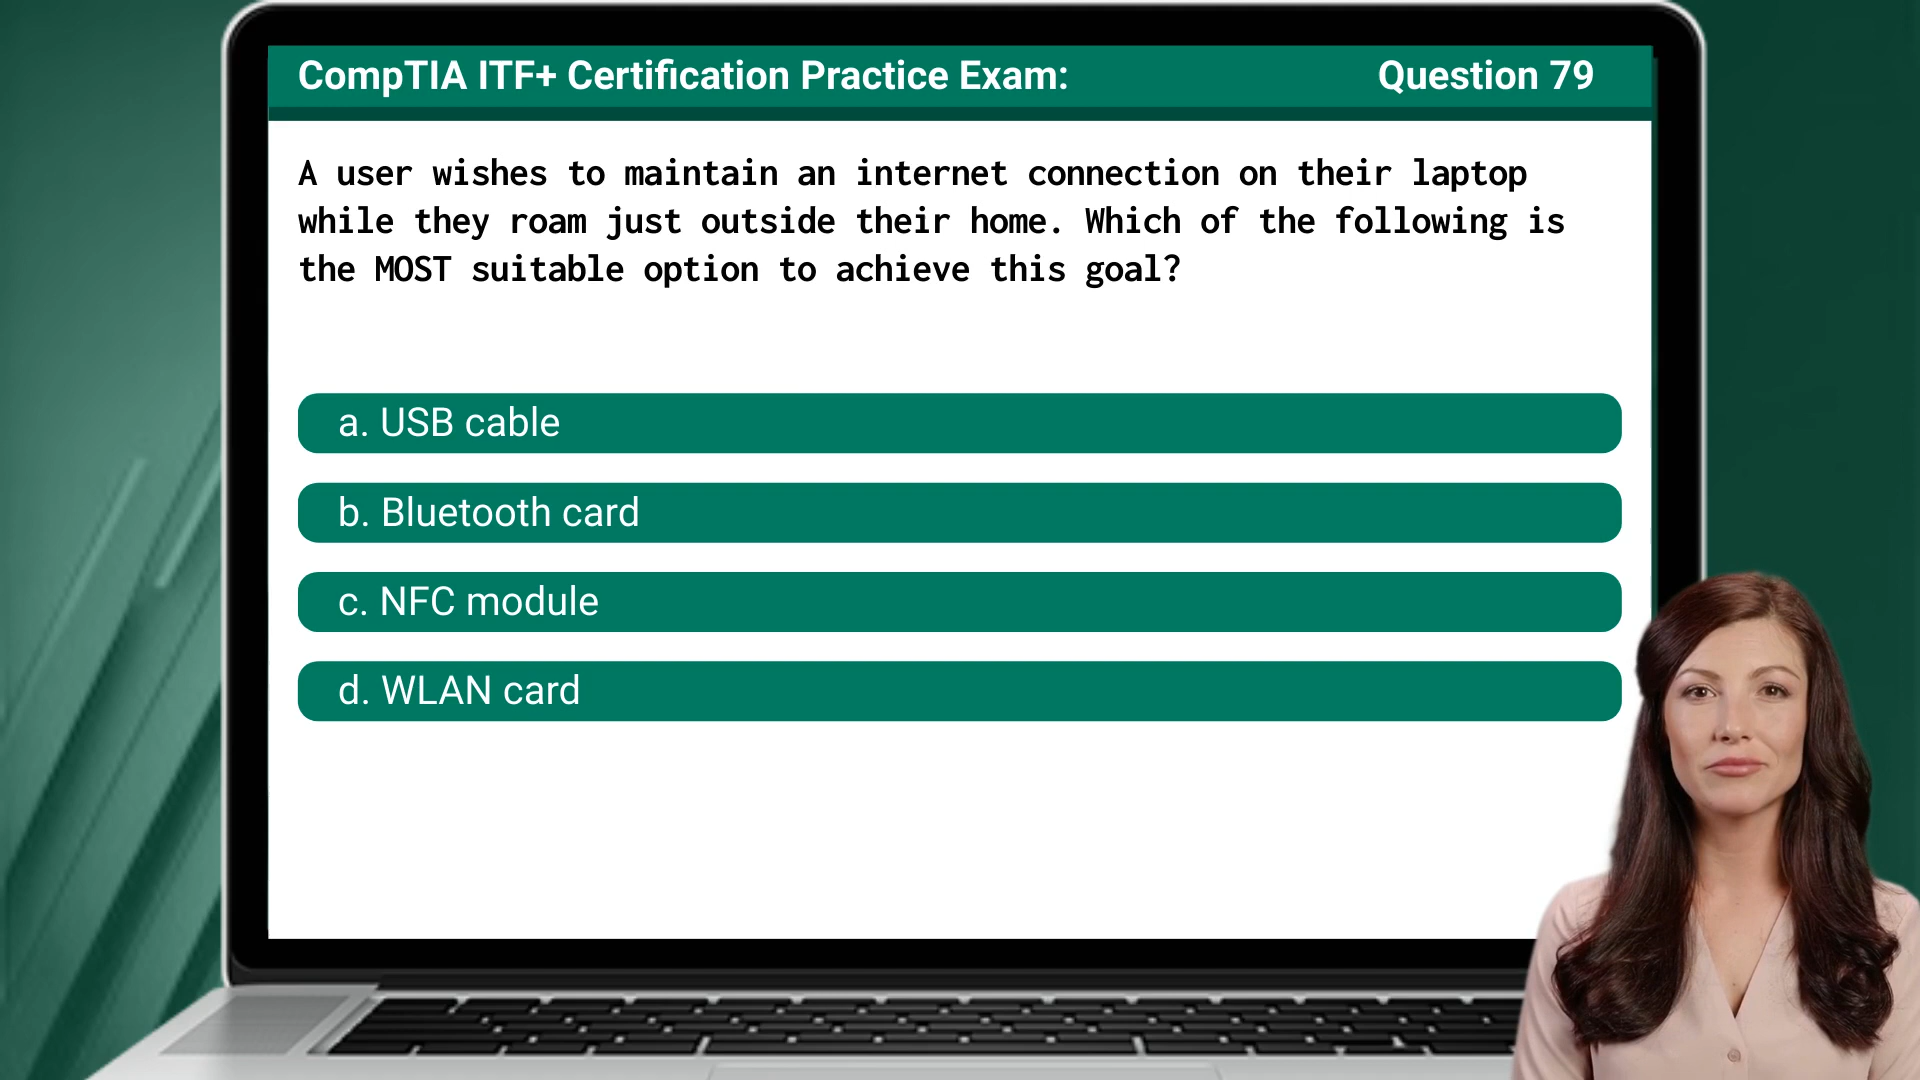 CompTIA ITF+ Certification Practice Exam:
Question 79
A user wishes to maintain an internet connection on their laptop
while they roam just outside their home. Which of the following is
the MOST suitable option to achieve this goal?
a. USB cable
b. Bluetooth card
c. NFC module
d. WLAN card